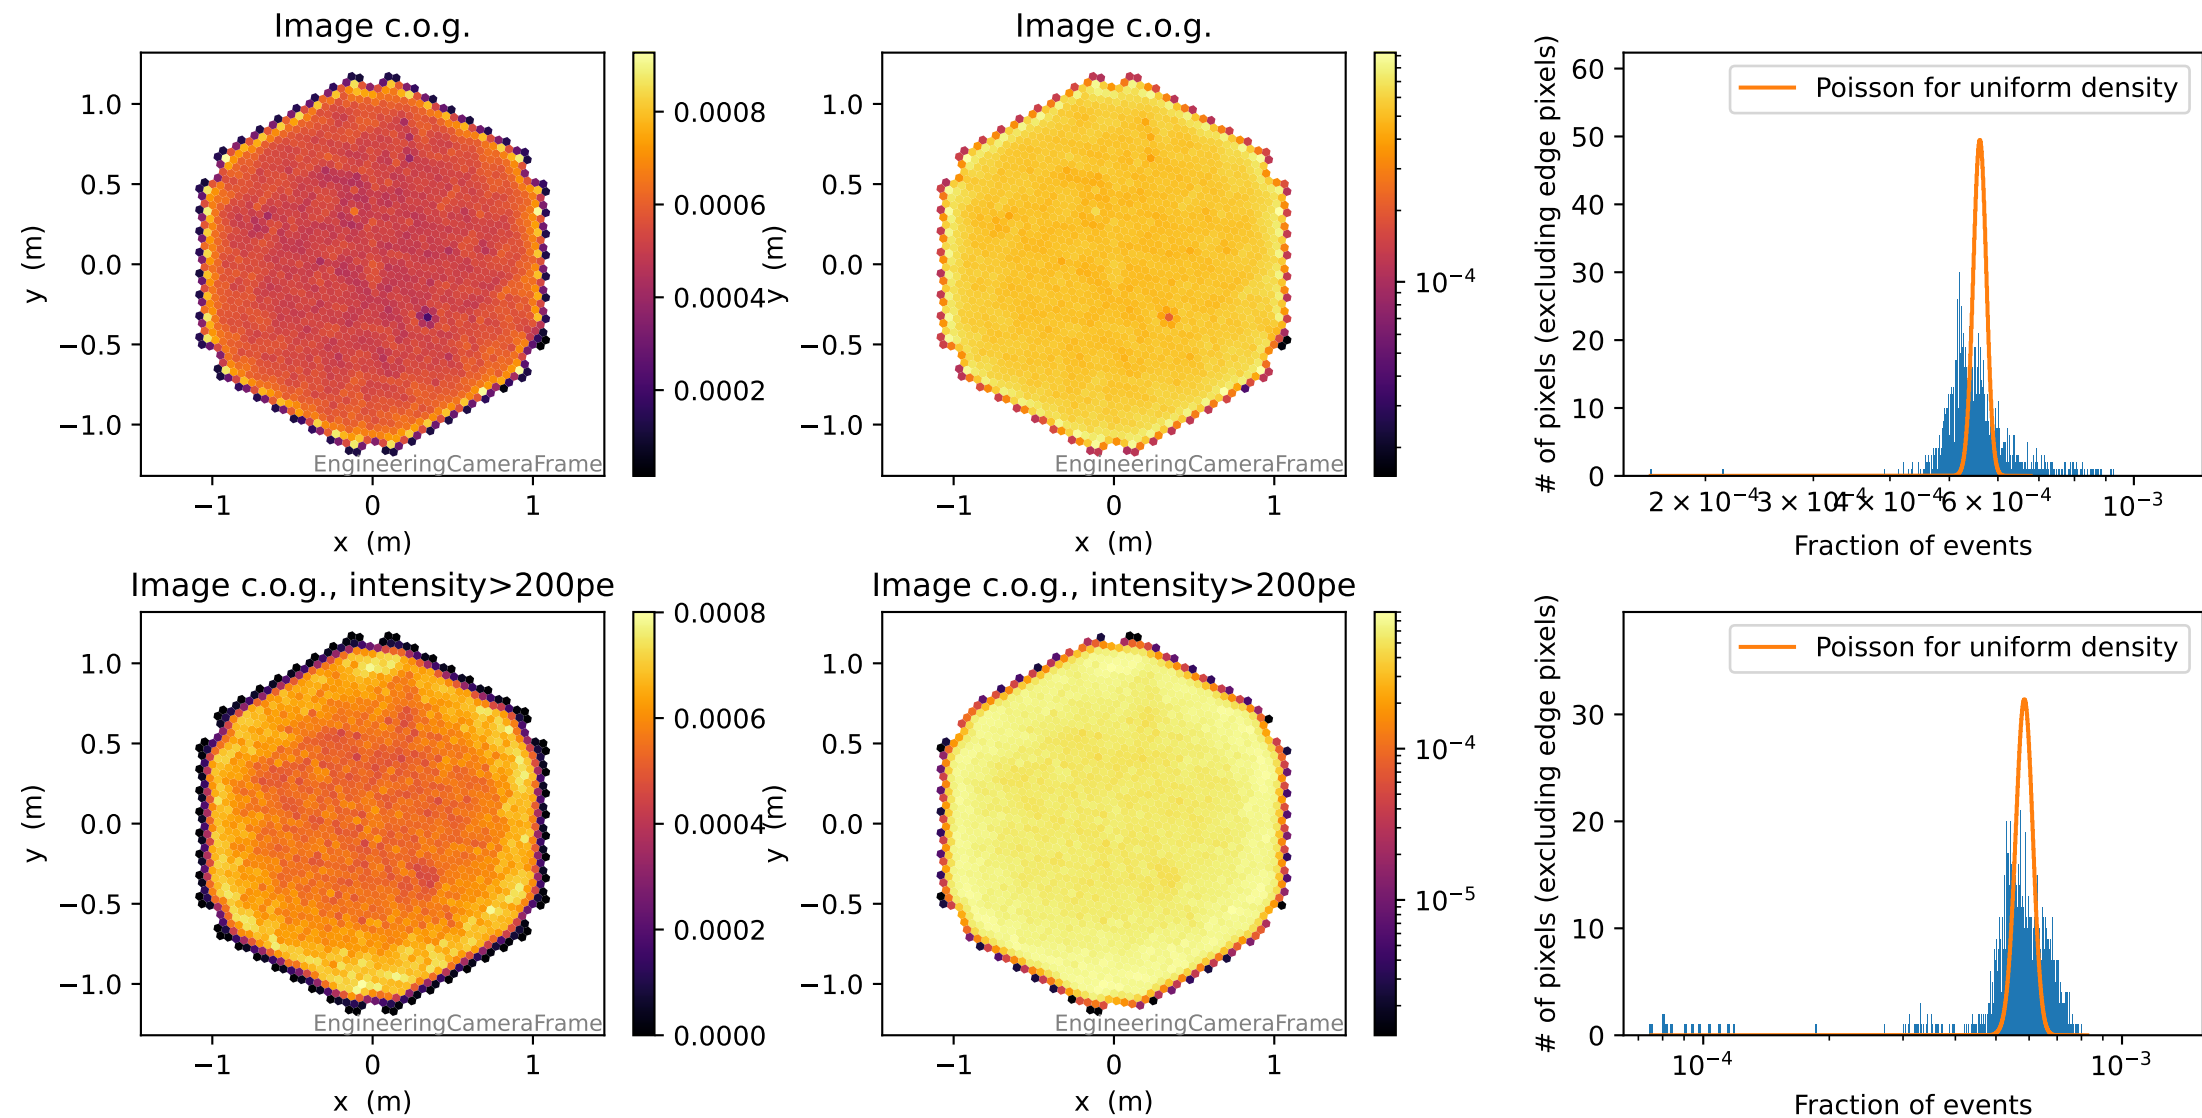 Image c.o.g.
1.0
0.5
0.0
−0.5
−1.0
y (m)
−1
0
1
x (m)
EngineeringCameraFrame
0.0008
0.0006
0.0004
0.0002
Image c.o.g.
1.0
0.5
0.0
−0.5
−1.0
y (m)
−1
0
1
x (m)
EngineeringCameraFrame
10⁻⁴
# of pixels (excluding edge pixels)
60
50
40
30
20
10
0
Poisson for uniform density
2 × 10⁻⁴
3 × 10⁻⁴
4 × 10⁻⁴
6 × 10⁻⁴
10⁻³
Fraction of events
Image c.o.g., intensity>200pe
1.0
0.5
0.0
−0.5
−1.0
y (m)
−1
0
1
x (m)
EngineeringCameraFrame
0.0008
0.0006
0.0004
0.0002
0.0000
Image c.o.g., intensity>200pe
1.0
0.5
0.0
−0.5
−1.0
y (m)
−1
0
1
x (m)
EngineeringCameraFrame
10⁻⁴
10⁻⁵
# of pixels (excluding edge pixels)
30
20
10
0
Poisson for uniform density
10⁻⁴
10⁻³
Fraction of events